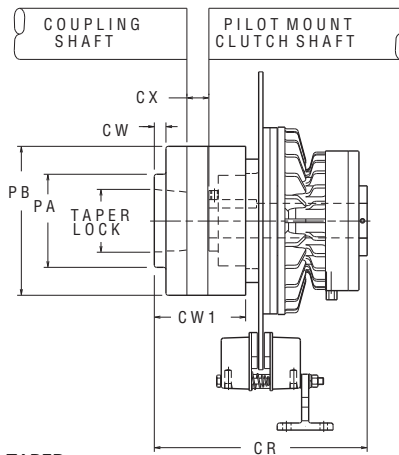 COUPLING SHAFT
PILOT MOUNT CLUTCH SHAFT
CX
CW
PB
PA
TAPER LOCK
CW1
CR